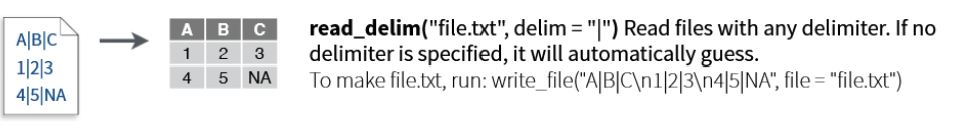 A|B|C
1|2|3
4|5|NA
A B C
1 2 3
4 5 NA
read_delim("file.txt", delim = "|") Read files with any delimiter. If no
delimiter is specified, it will automatically guess.
To make file.txt, run: write_file("A|B|C\n1|2|3\n4|5|NA", file = "file.txt")